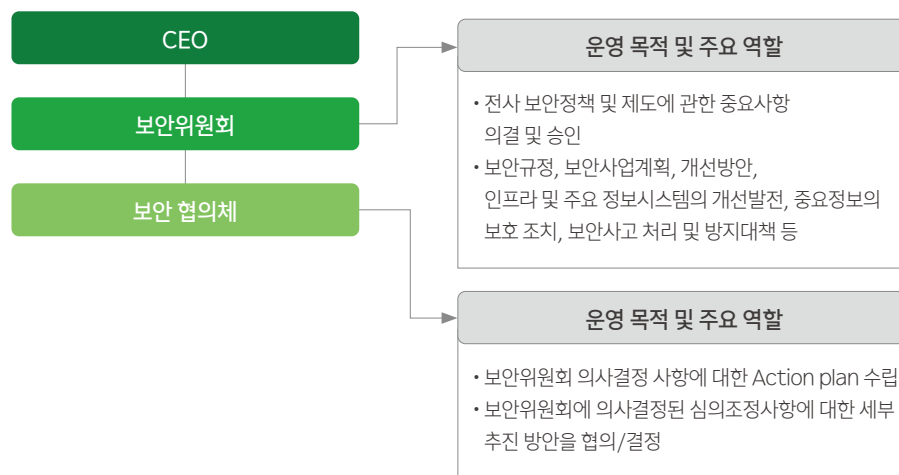 CEO
보안위원회
보안 협의체
운영 목적 및 주요 역할
• 전사 보안정책 및 제도에 관한 중요사항
의결 및 승인
• 보안규정, 보안사업계획, 개선방안,
인프라 및 주요 정보시스템의 개선발전, 중요정보의
보호 조치, 보안사고 처리 및 방지대책 등
운영 목적 및 주요 역할
• 보안위원회 의사결정 사항에 대한 Action plan 수립
• 보안위원회에 의사결정된 심의조정사항에 대한 세부
추진 방안을 협의/결정